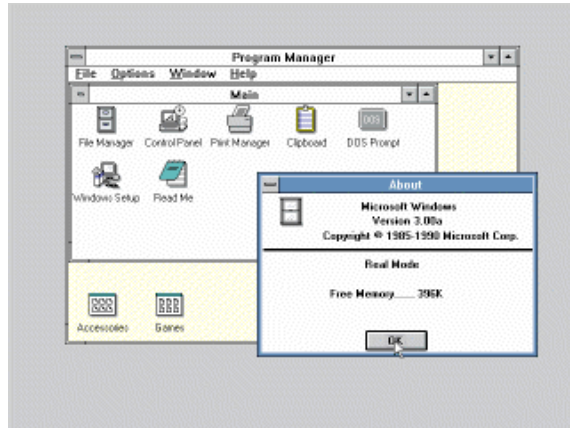 Program Manager
File Options Window Help
Main
File Manager Control Panel Print Manager Clipboard DOS Prompt
DOS
Windows Setup Read Me
About
Microsoft Windows
Version 3.00a
Copyright © 1985-1990 Microsoft Corp.
Real Mode
Free Memory 396K
Accessories Games
OK